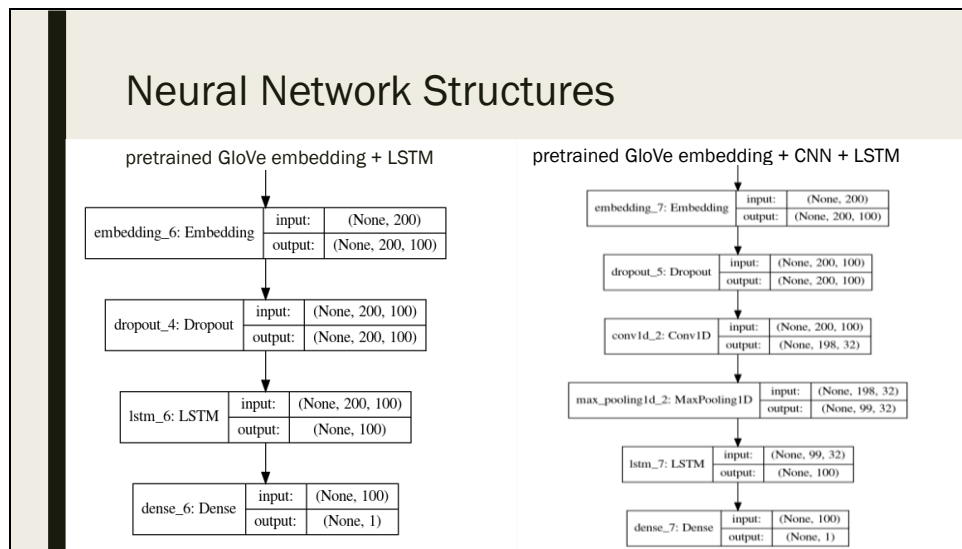 Neural Network Structures
pretrained GloVe embedding + LSTM
embedding_6: Embedding
input: (None, 200)
output: (None, 200, 100)
dropout_4: Dropout
input: (None, 200, 100)
output: (None, 200, 100)
lstm_6: LSTM
input: (None, 200, 100)
output: (None, 100)
dense_6: Dense
input: (None, 100)
output: (None, 1)
pretrained GloVe embedding + CNN + LSTM
embedding_7: Embedding
input: (None, 200)
output: (None, 200, 100)
dropout_5: Dropout
input: (None, 200, 100)
output: (None, 200, 100)
conv1d_2: Conv1D
input: (None, 200, 100)
output: (None, 198, 32)
max_pooling1d_2: MaxPooling1D
input: (None, 198, 32)
output: (None, 99, 32)
lstm_7: LSTM
input: (None, 99, 32)
output: (None, 100)
dense_7: Dense
input: (None, 100)
output: (None, 1)